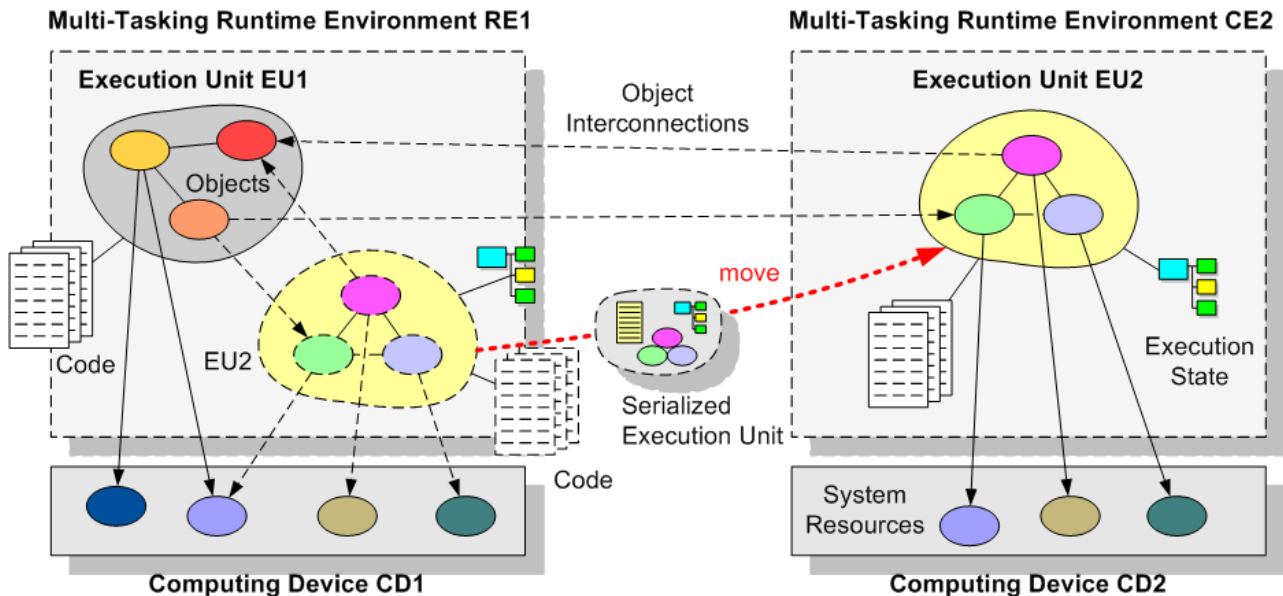 Multi-Tasking Runtime Environment RE1
Multi-Tasking Runtime Environment CE2
Execution Unit EU1
Execution Unit EU2
Object
Interconnections
Objects
move
Code
EU2
Execution
State
Serialized
Execution Unit
Code
System
Resources
Computing Device CD1
Computing Device CD2